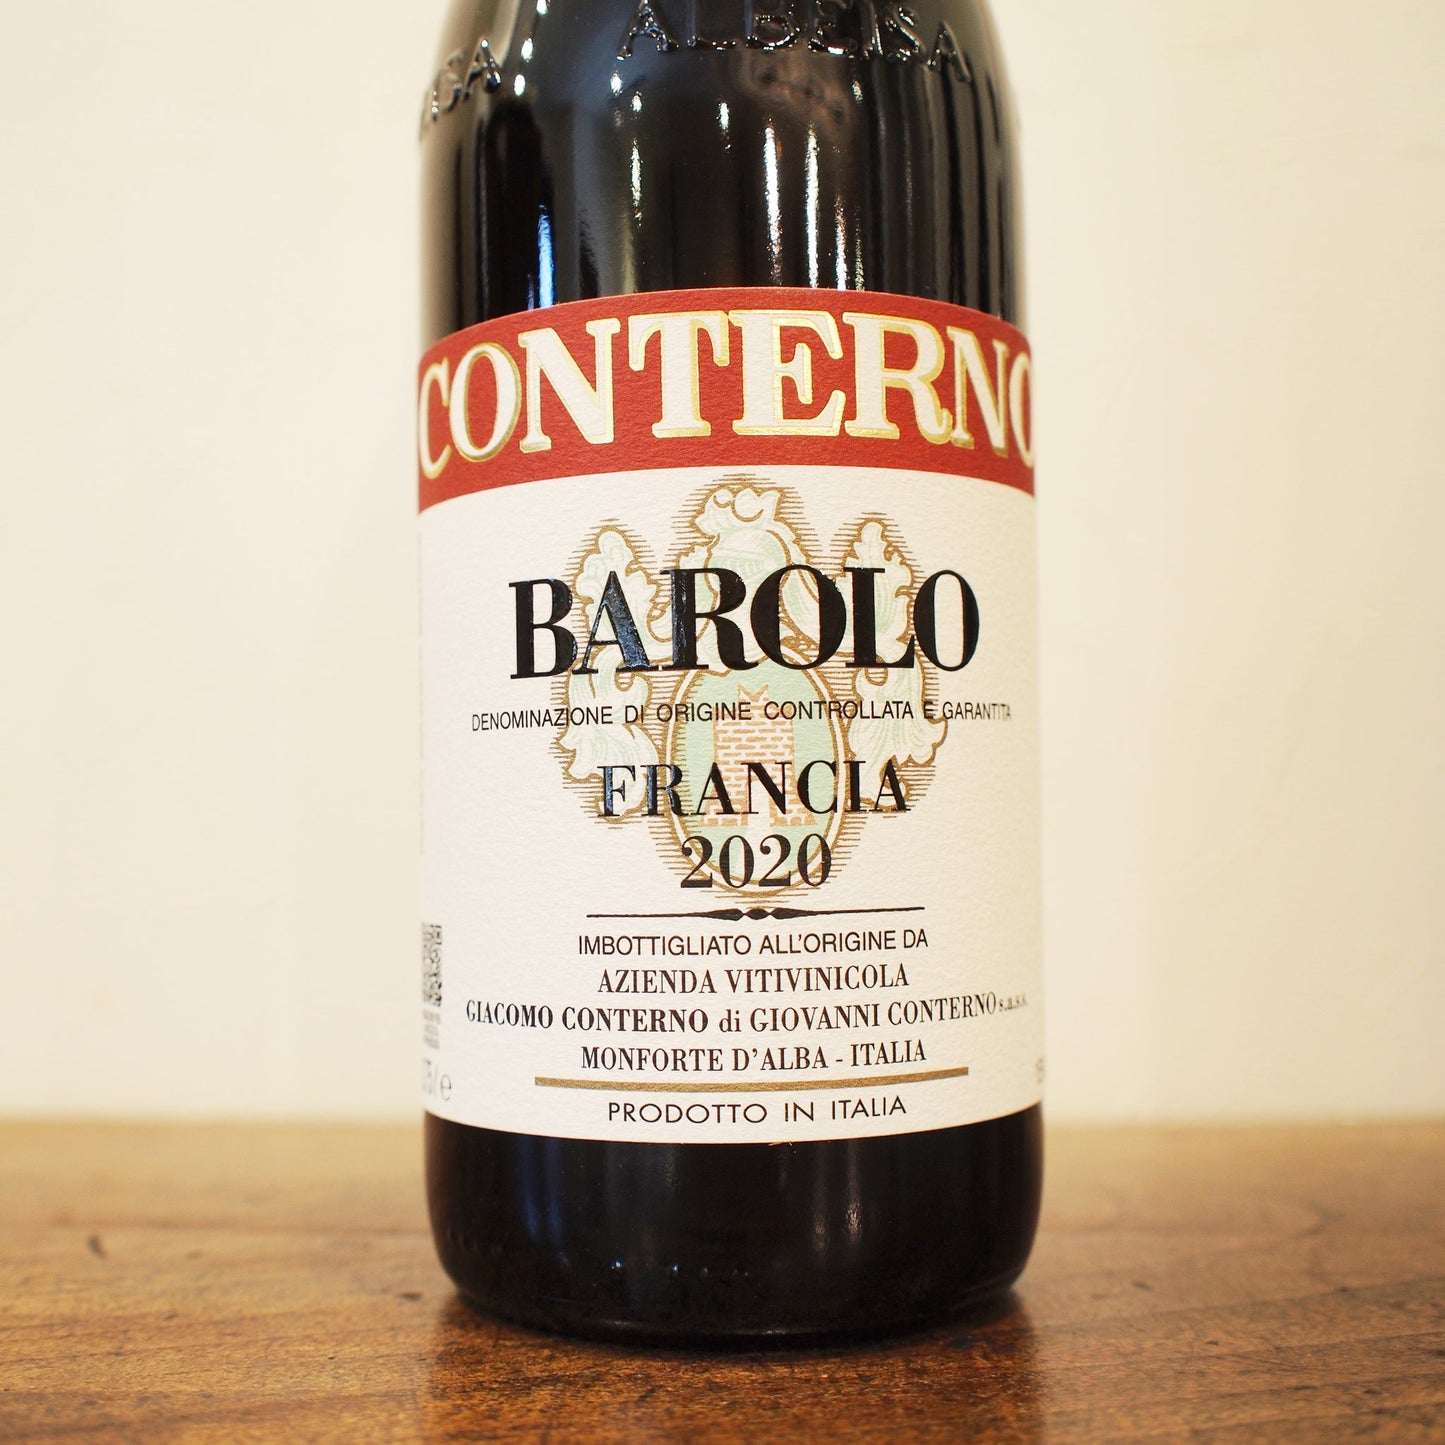 ALBEISA
CONTERNO
BAROLO
DENOMINAZIONE DI ORIGINE CONTROLLATA E GARANTITA
FRANCIA
2020
IMBOTTIGLIATO ALL'ORIGINE DA
AZIENDA VITIVINICOLA
GIACOMO CONTERNO di GIOVANNI CONTERNO s.a.s.
MONFORTE D'ALBA - ITALIA
PRODOTTO IN ITALIA